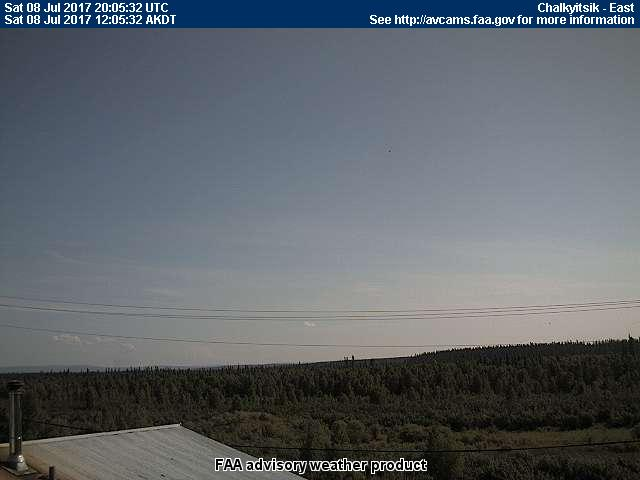 Sat 08 Jul 2017 20:05:32 UTC
Chalkyitsik - East
Sat 08 Jul 2017 12:05:32 AKDT
See http://avcams.faa.gov for more information
FAA advisory weather product